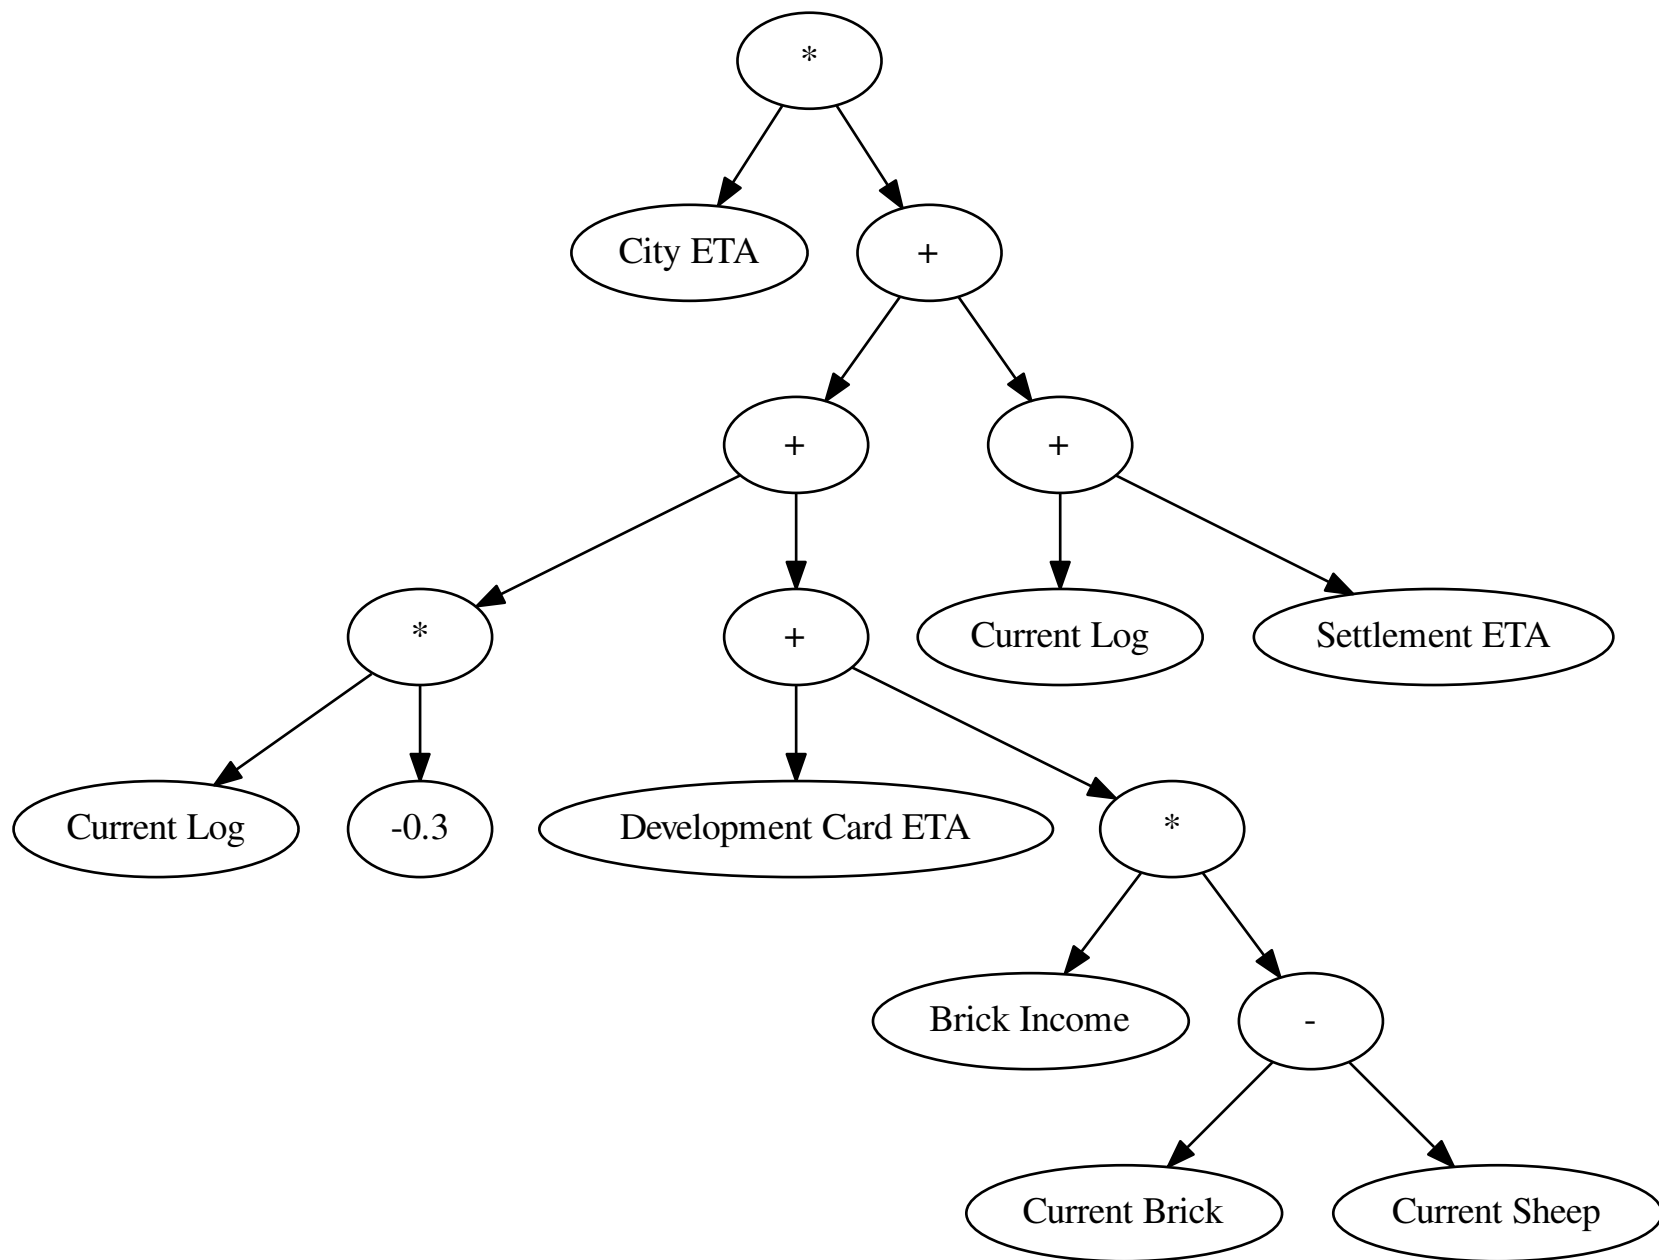 *
City ETA
+
+
+
*
+
Current Log
Settlement ETA
Current Log
-0.3
Development Card ETA
*
Brick Income
-
Current Brick
Current Sheep